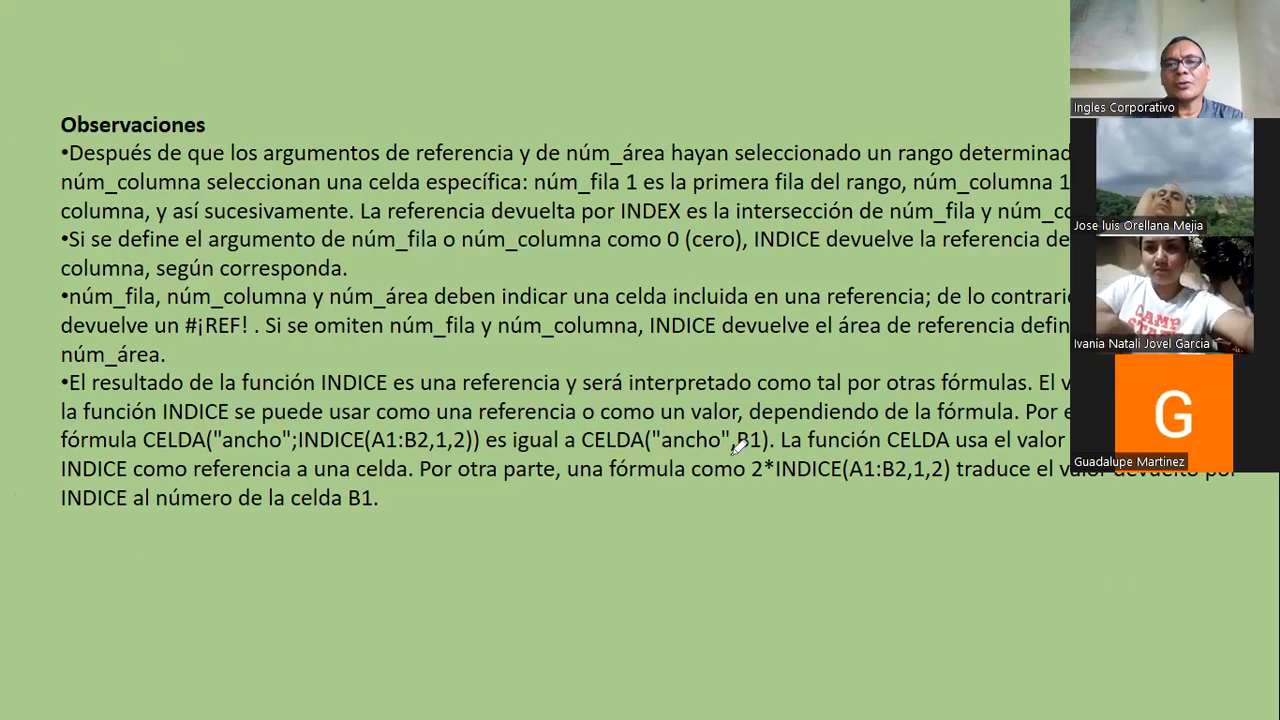 Observaciones
•Después de que los argumentos de referencia y de núm_área hayan seleccionado un rango determinad
núm_columna seleccionan una celda específica: núm_fila 1 es la primera fila del rango, núm_columna 1
columna, y así sucesivamente. La referencia devuelta por INDEX es la intersección de núm_fila y núm_co
•Si se define el argumento de núm_fila o núm_columna como 0 (cero), INDICE devuelve la referencia de
columna, según corresponda.
•núm_fila, núm_columna y núm_área deben indicar una celda incluida en una referencia; de lo contrario
devuelve un #¡REF! . Si se omiten núm_fila y núm_columna, INDICE devuelve el área de referencia defin
núm_área.
•El resultado de la función INDICE es una referencia y será interpretado como tal por otras fórmulas. El v
la función INDICE se puede usar como una referencia o como un valor, dependiendo de la fórmula. Por e
fórmula CELDA("ancho";INDICE(A1:B2,1,2)) es igual a CELDA("ancho",B1). La función CELDA usa el valor
INDICE como referencia a una celda. Por otra parte, una fórmula como 2*INDICE(A1:B2,1,2) traduce el valor devuelto por
INDICE al número de la celda B1.
Ingles Corporativo
Jose luis Orellana Mejia
CAMP
Ivania Natali Jovel Garcia
G
Guadalupe Martinez